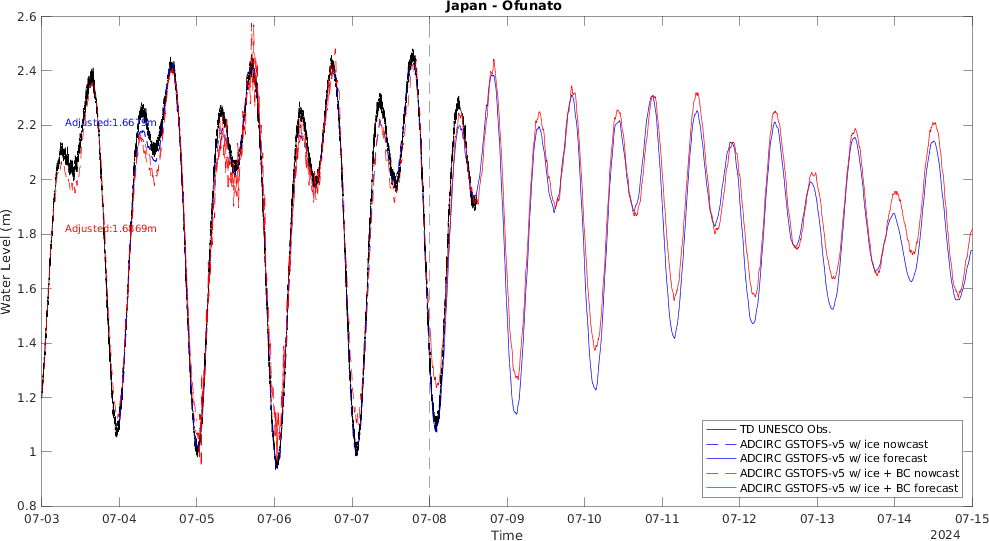 Japan - Ofunato
2.6
2.4
2.2
2
1.8
1.6
1.4
1.2
1
0.8
Water Level (m)
Adjusted:1.6679m
Adjusted:1.6869m
TD UNESCO Obs.
ADCIRC GSTOFS-v5 w/ ice nowcast
ADCIRC GSTOFS-v5 w/ ice forecast
ADCIRC GSTOFS-v5 w/ ice + BC nowcast
ADCIRC GSTOFS-v5 w/ ice + BC forecast
07-03 07-04 07-05 07-06 07-07 07-08 07-09 07-10 07-11 07-12 07-13 07-14 07-15
Time
2024